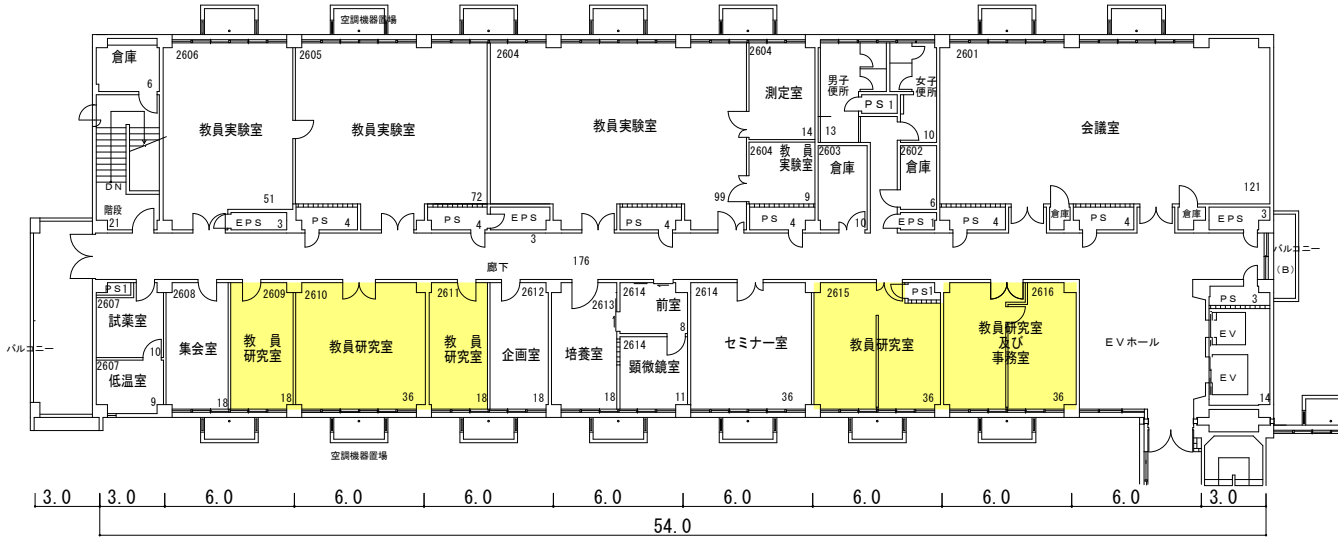 空調機器置場
倉庫
6
2606
教員実験室
51
2605
教員実験室
72
2604
教員実験室
99
2604
測定室
14
2604
教 員
実験室
9
男子
便所
13
PS1
女子
便所
10
2603
倉庫
10
2602
倉庫
6
2601
会議室
121
DN
階段
21
EPS
3
PS
4
PS
4
EPS
3
PS
4
PS
4
EPS
1
PS
4
倉庫
PS
4
倉庫
EPS
3
廊下
176
バルコニー
(B)
バルコニー
PS1
2607
試薬室
10
2607
低温室
9
2608
集会室
18
2609
教 員
研究室
18
2610
教員研究室
36
2611
教 員
研究室
18
2612
企画室
18
2613
培養室
18
2614
前室
8
2614
顕微鏡室
11
2614
セミナー室
36
2615
PS1
教員研究室
36
2616
教員研究室
及び
事務室
36
EVホール
PS
3
EV
EV
14
空調機器置場
3.0 3.0 6.0 6.0 6.0 6.0 6.0 6.0 6.0 6.0 3.0
54.0